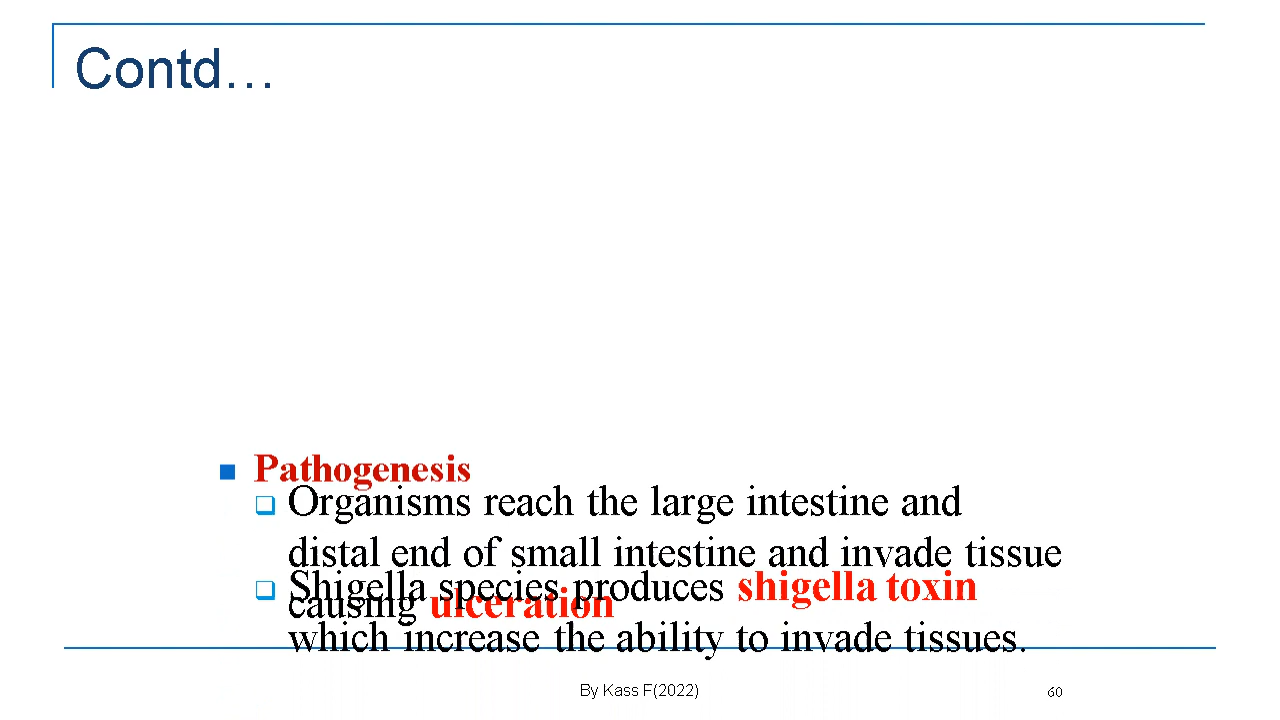 Contd…
Pathogenesis
Organisms reach the large intestine and
distal end of small intestine and invade tissue
causing ulceration
Shigella species produces shigella toxin
which increase the ability to invade tissues.
By Kass F(2022)
60